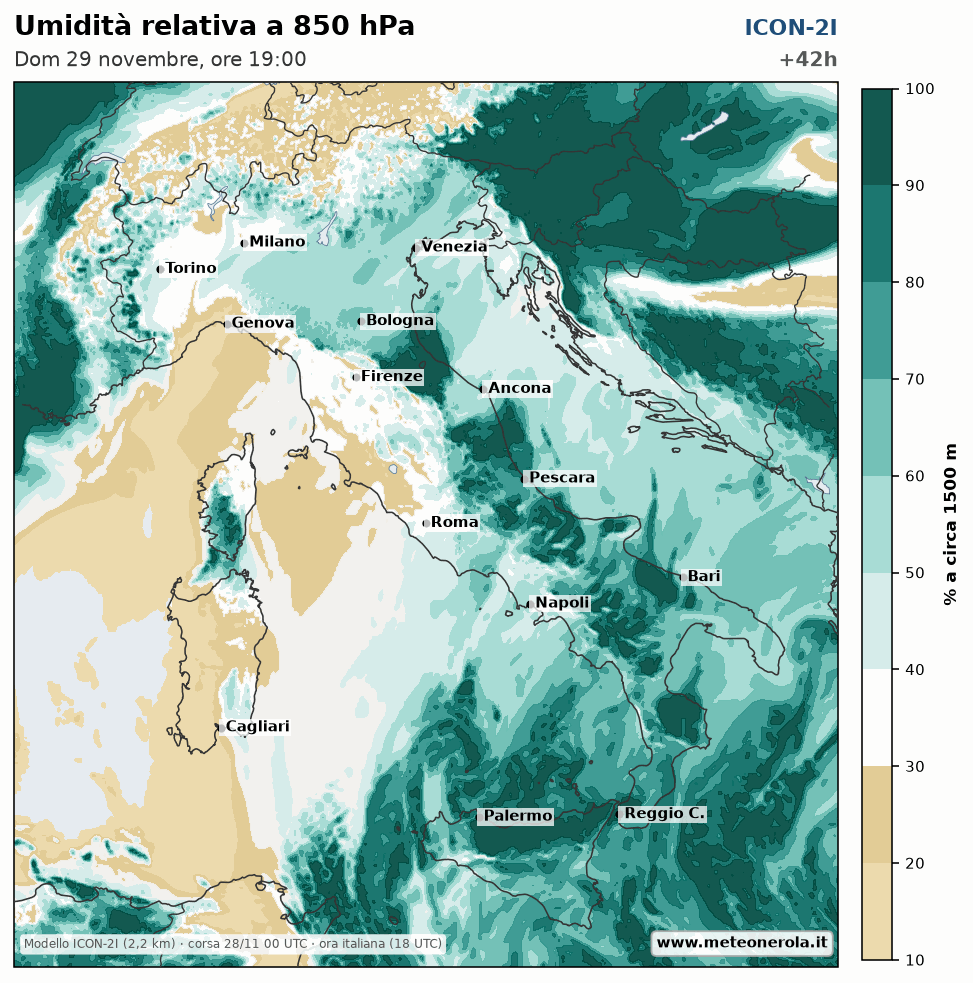 Umidità relativa a 850 hPa
ICON-2I
Dom 29 novembre, ore 19:00
+42h
100
90
80
70
60
50
40
30
20
10
% a circa 1500 m
Milano
Venezia
Torino
Genova
Bologna
Firenze
Ancona
Pescara
Roma
Bari
Napoli
Cagliari
Palermo
Reggio C.
Modello ICON-2I (2,2 km) · corsa 28/11 00 UTC · ora italiana (18 UTC)
www.meteonerola.it